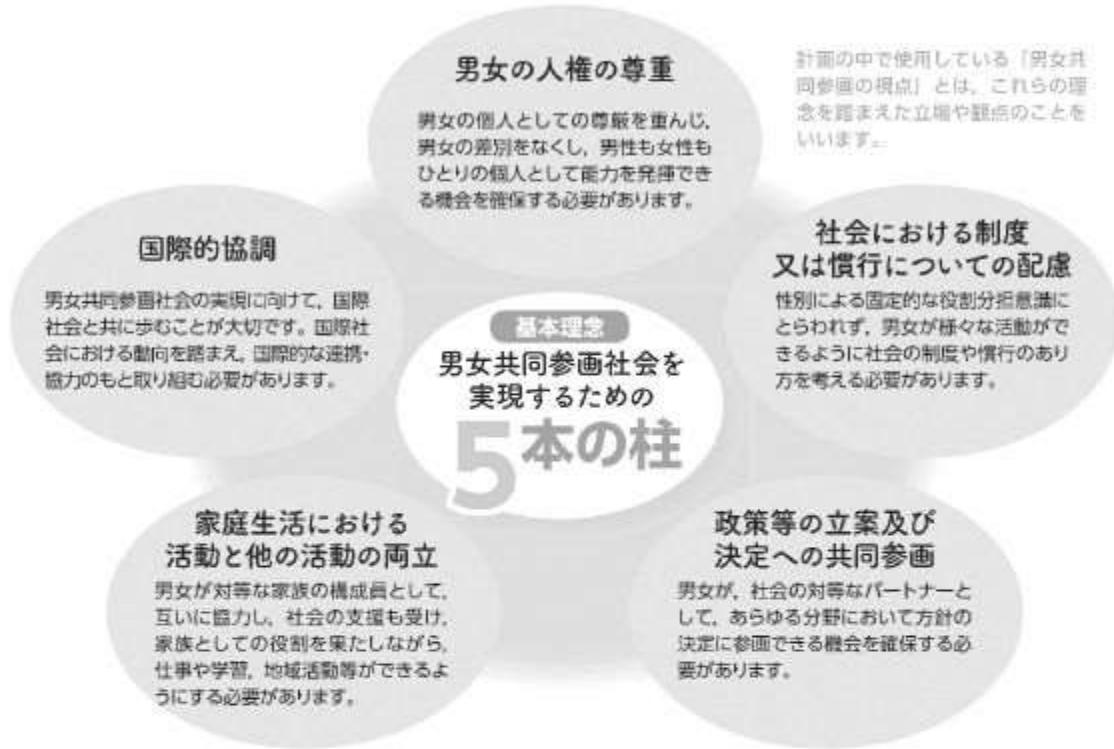 男女の人権の尊重
男女の個人としての尊厳を重んじ、
男女の差別をなくし、男性も女性も
ひとりの個人として能力を発揮でき
る機会を確保する必要があります。
計画の中で使用している「男女共
同参画の視点」とは、これらの理
念を踏まえた立場や観点のことを
いいます。
社会における制度
又は慣行についての配慮
性別による固定的な役割分担意識に
とらわれず、男女が様々な活動がで
きるように社会の制度や慣行のあり
方を考える必要があります。
国際的協調
男女共同参画社会の実現に向けて、国際
社会と共に歩むことが大切です。国際社
会における動向を踏まえ、国際的な連携・
協力のもと取り組む必要があります。
基本理念
男女共同参画社会を
実現するための
5本の柱
家庭生活における
活動と他の活動の両立
男女が対等な家族の構成員として、
互いに協力し、社会の支援も受け、
家族としての役割を果たしながら、
仕事や学習、地域活動等ができるよ
うにする必要があります。
政策等の立案及び
決定への共同参画
男女が、社会の対等なパートナーと
して、あらゆる分野において方針の
決定に参画できる機会を確保する必
要があります。